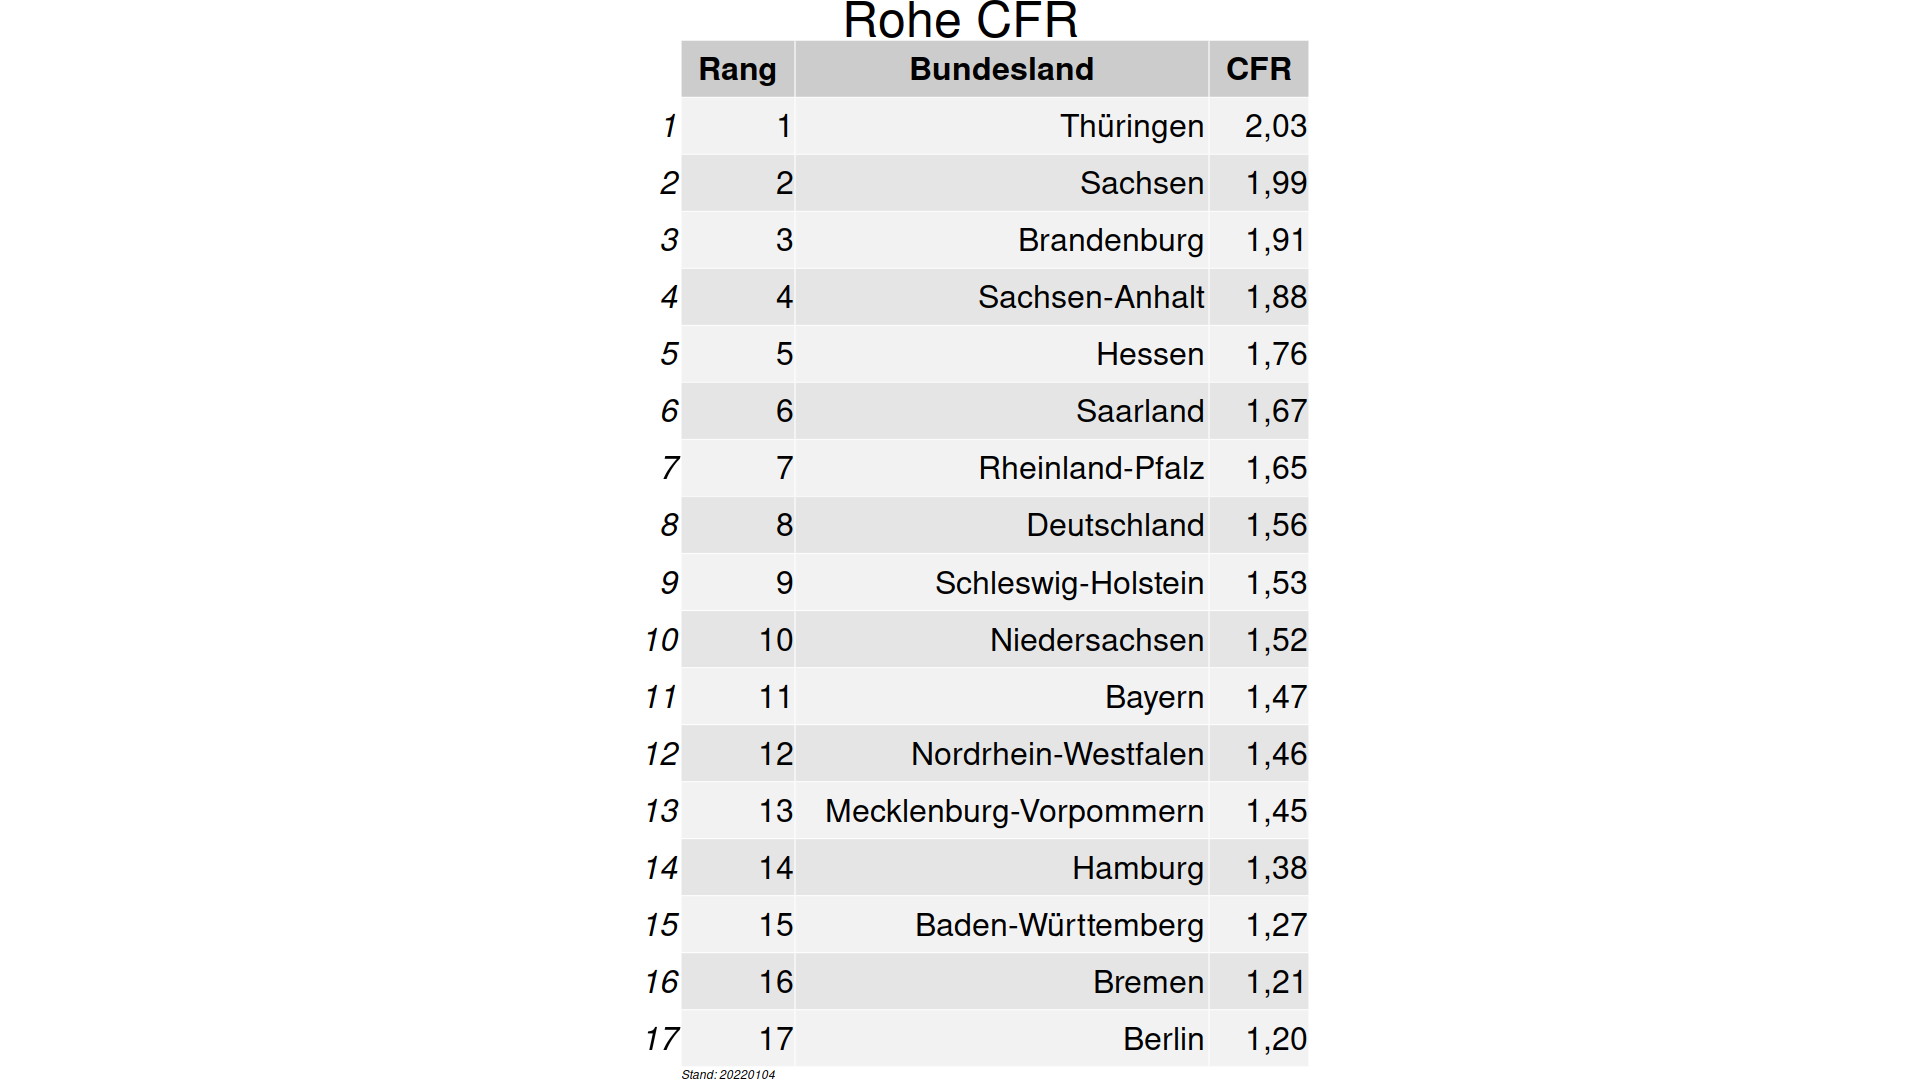 Rohe CFR
Rang Bundesland CFR
1 1 Thüringen 2,03
2 2 Sachsen 1,99
3 3 Brandenburg 1,91
4 4 Sachsen-Anhalt 1,88
5 5 Hessen 1,76
6 6 Saarland 1,67
7 7 Rheinland-Pfalz 1,65
8 8 Deutschland 1,56
9 9 Schleswig-Holstein 1,53
10 10 Niedersachsen 1,52
11 11 Bayern 1,47
12 12 Nordrhein-Westfalen 1,46
13 13 Mecklenburg-Vorpommern 1,45
14 14 Hamburg 1,38
15 15 Baden-Württemberg 1,27
16 16 Bremen 1,21
17 17 Berlin 1,20
Stand: 20220104